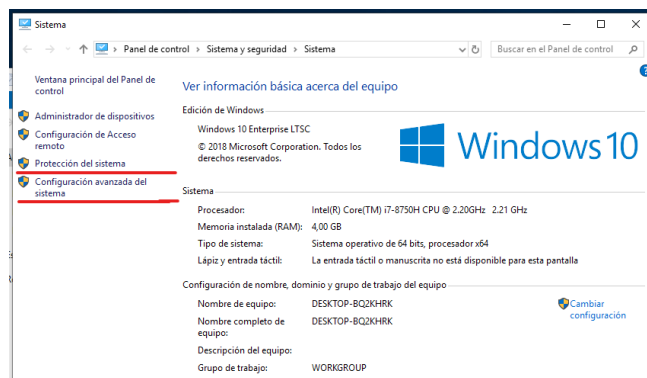 Sistema
Panel de control > Sistema y seguridad > Sistema
Buscar en el Panel de control
Ventana principal del Panel de
control
Administrador de dispositivos
Configuración de Acceso
remoto
Protección del sistema
Configuración avanzada del
sistema
Ver información básica acerca del equipo
Edición de Windows
Windows 10 Enterprise LTSC
© 2018 Microsoft Corporation. Todos los
derechos reservados.
Windows 10
Sistema
Procesador: Intel(R) Core(TM) i7-8750H CPU @ 2.20GHz 2.21 GHz
Memoria instalada (RAM): 4,00 GB
Tipo de sistema: Sistema operativo de 64 bits, procesador x64
Lápiz y entrada táctil: La entrada táctil o manuscrita no está disponible para esta pantalla
Configuración de nombre, dominio y grupo de trabajo del equipo
Nombre de equipo: DESKTOP-BQ2KHRK
Cambiar
configuración
Nombre completo de
equipo: DESKTOP-BQ2KHRK
Descripción del equipo:
Grupo de trabajo: WORKGROUP